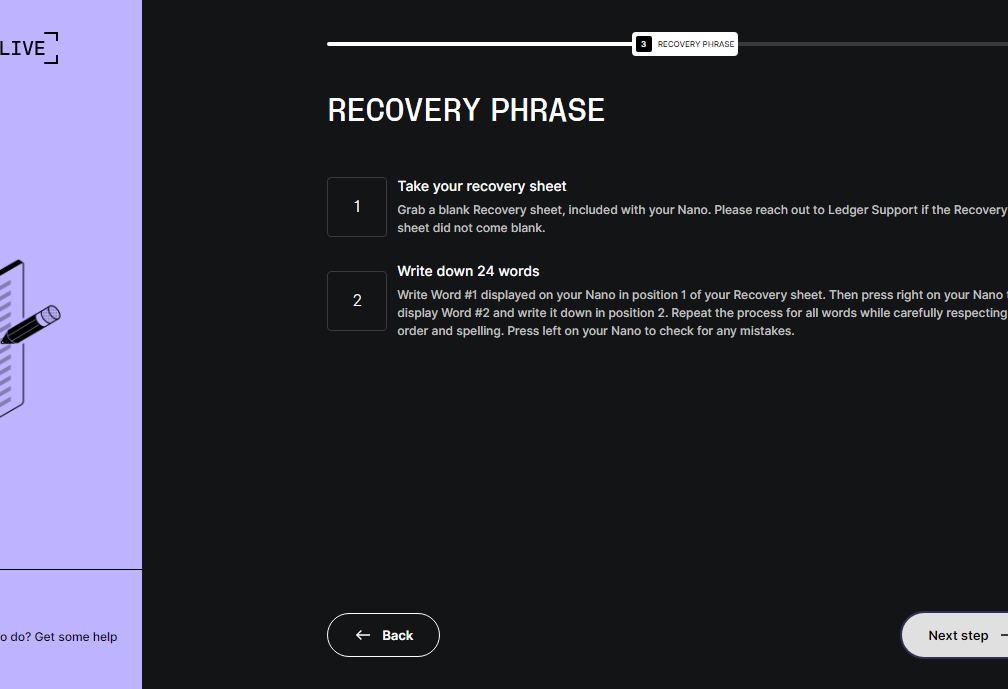 LIVE
3 RECOVERY PHRASE
RECOVERY PHRASE
1
Take your recovery sheet
Grab a blank Recovery sheet, included with your Nano. Please reach out to Ledger Support if the Recovery
sheet did not come blank.
2
Write down 24 words
Write Word #1 displayed on your Nano in position 1 of your Recovery sheet. Then press right on your Nano
display Word #2 and write it down in position 2. Repeat the process for all words while carefully respecting
order and spelling. Press left on your Nano to check for any mistakes.
o do? Get some help
Back
Next step